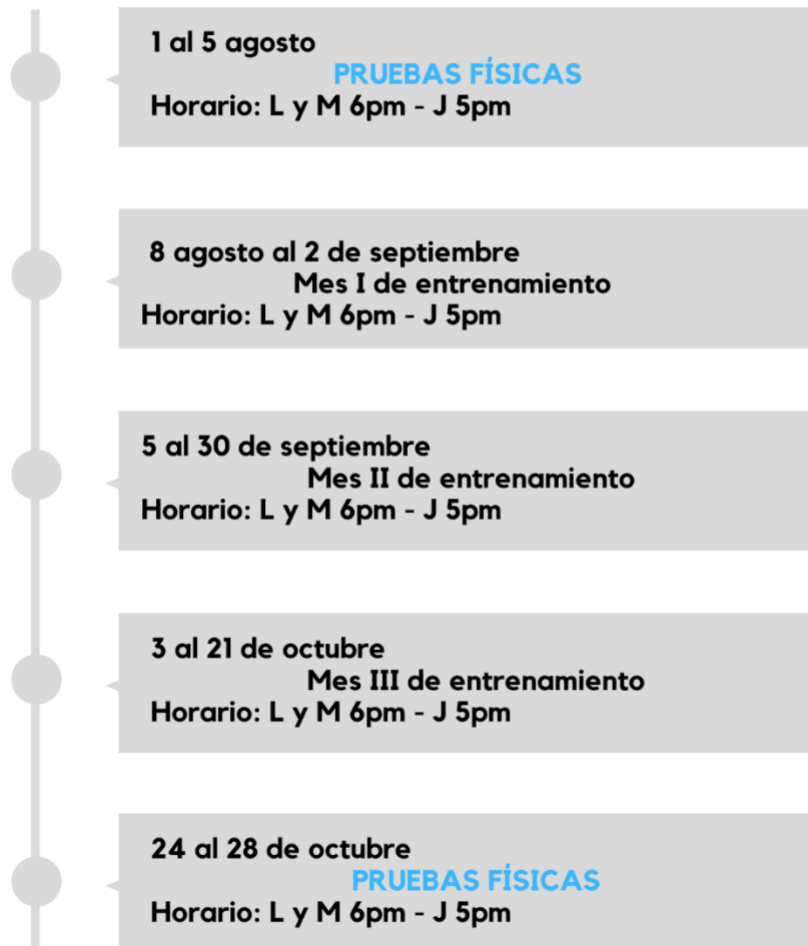 1 al 5 agosto
PRUEBAS FÍSICAS
Horario: L y M 6pm - J 5pm
8 agosto al 2 de septiembre
Mes I de entrenamiento
Horario: L y M 6pm - J 5pm
5 al 30 de septiembre
Mes II de entrenamiento
Horario: L y M 6pm - J 5pm
3 al 21 de octubre
Mes III de entrenamiento
Horario: L y M 6pm - J 5pm
24 al 28 de octubre
PRUEBAS FÍSICAS
Horario: L y M 6pm - J 5pm